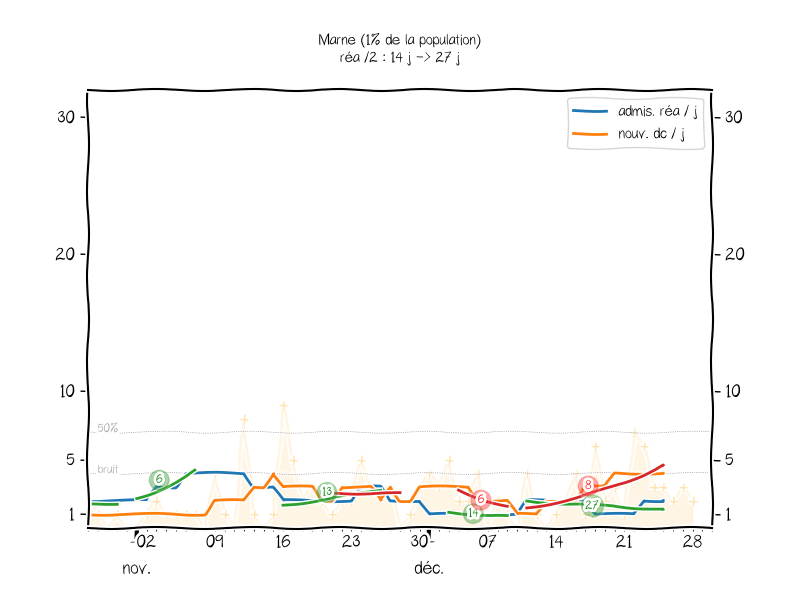 Marne (1% de la population)
réa /2 : 14 j -> 27 j
30 30
admis. réa / j
nouv. dc / j
20 20
10 10
50%
5 5
bruit
6 13 6 14 8 27
1 1
02 09 16 23 30 07 14 21 28
nov. déc.